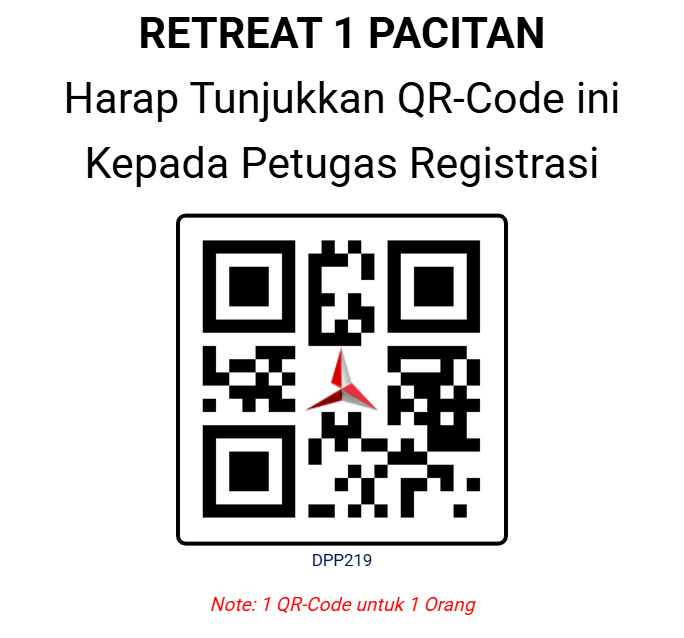 RETREAT 1 PACITAN
Harap Tunjukkan QR-Code ini
Kepada Petugas Registrasi
DPP219
Note: 1 QR-Code untuk 1 Orang